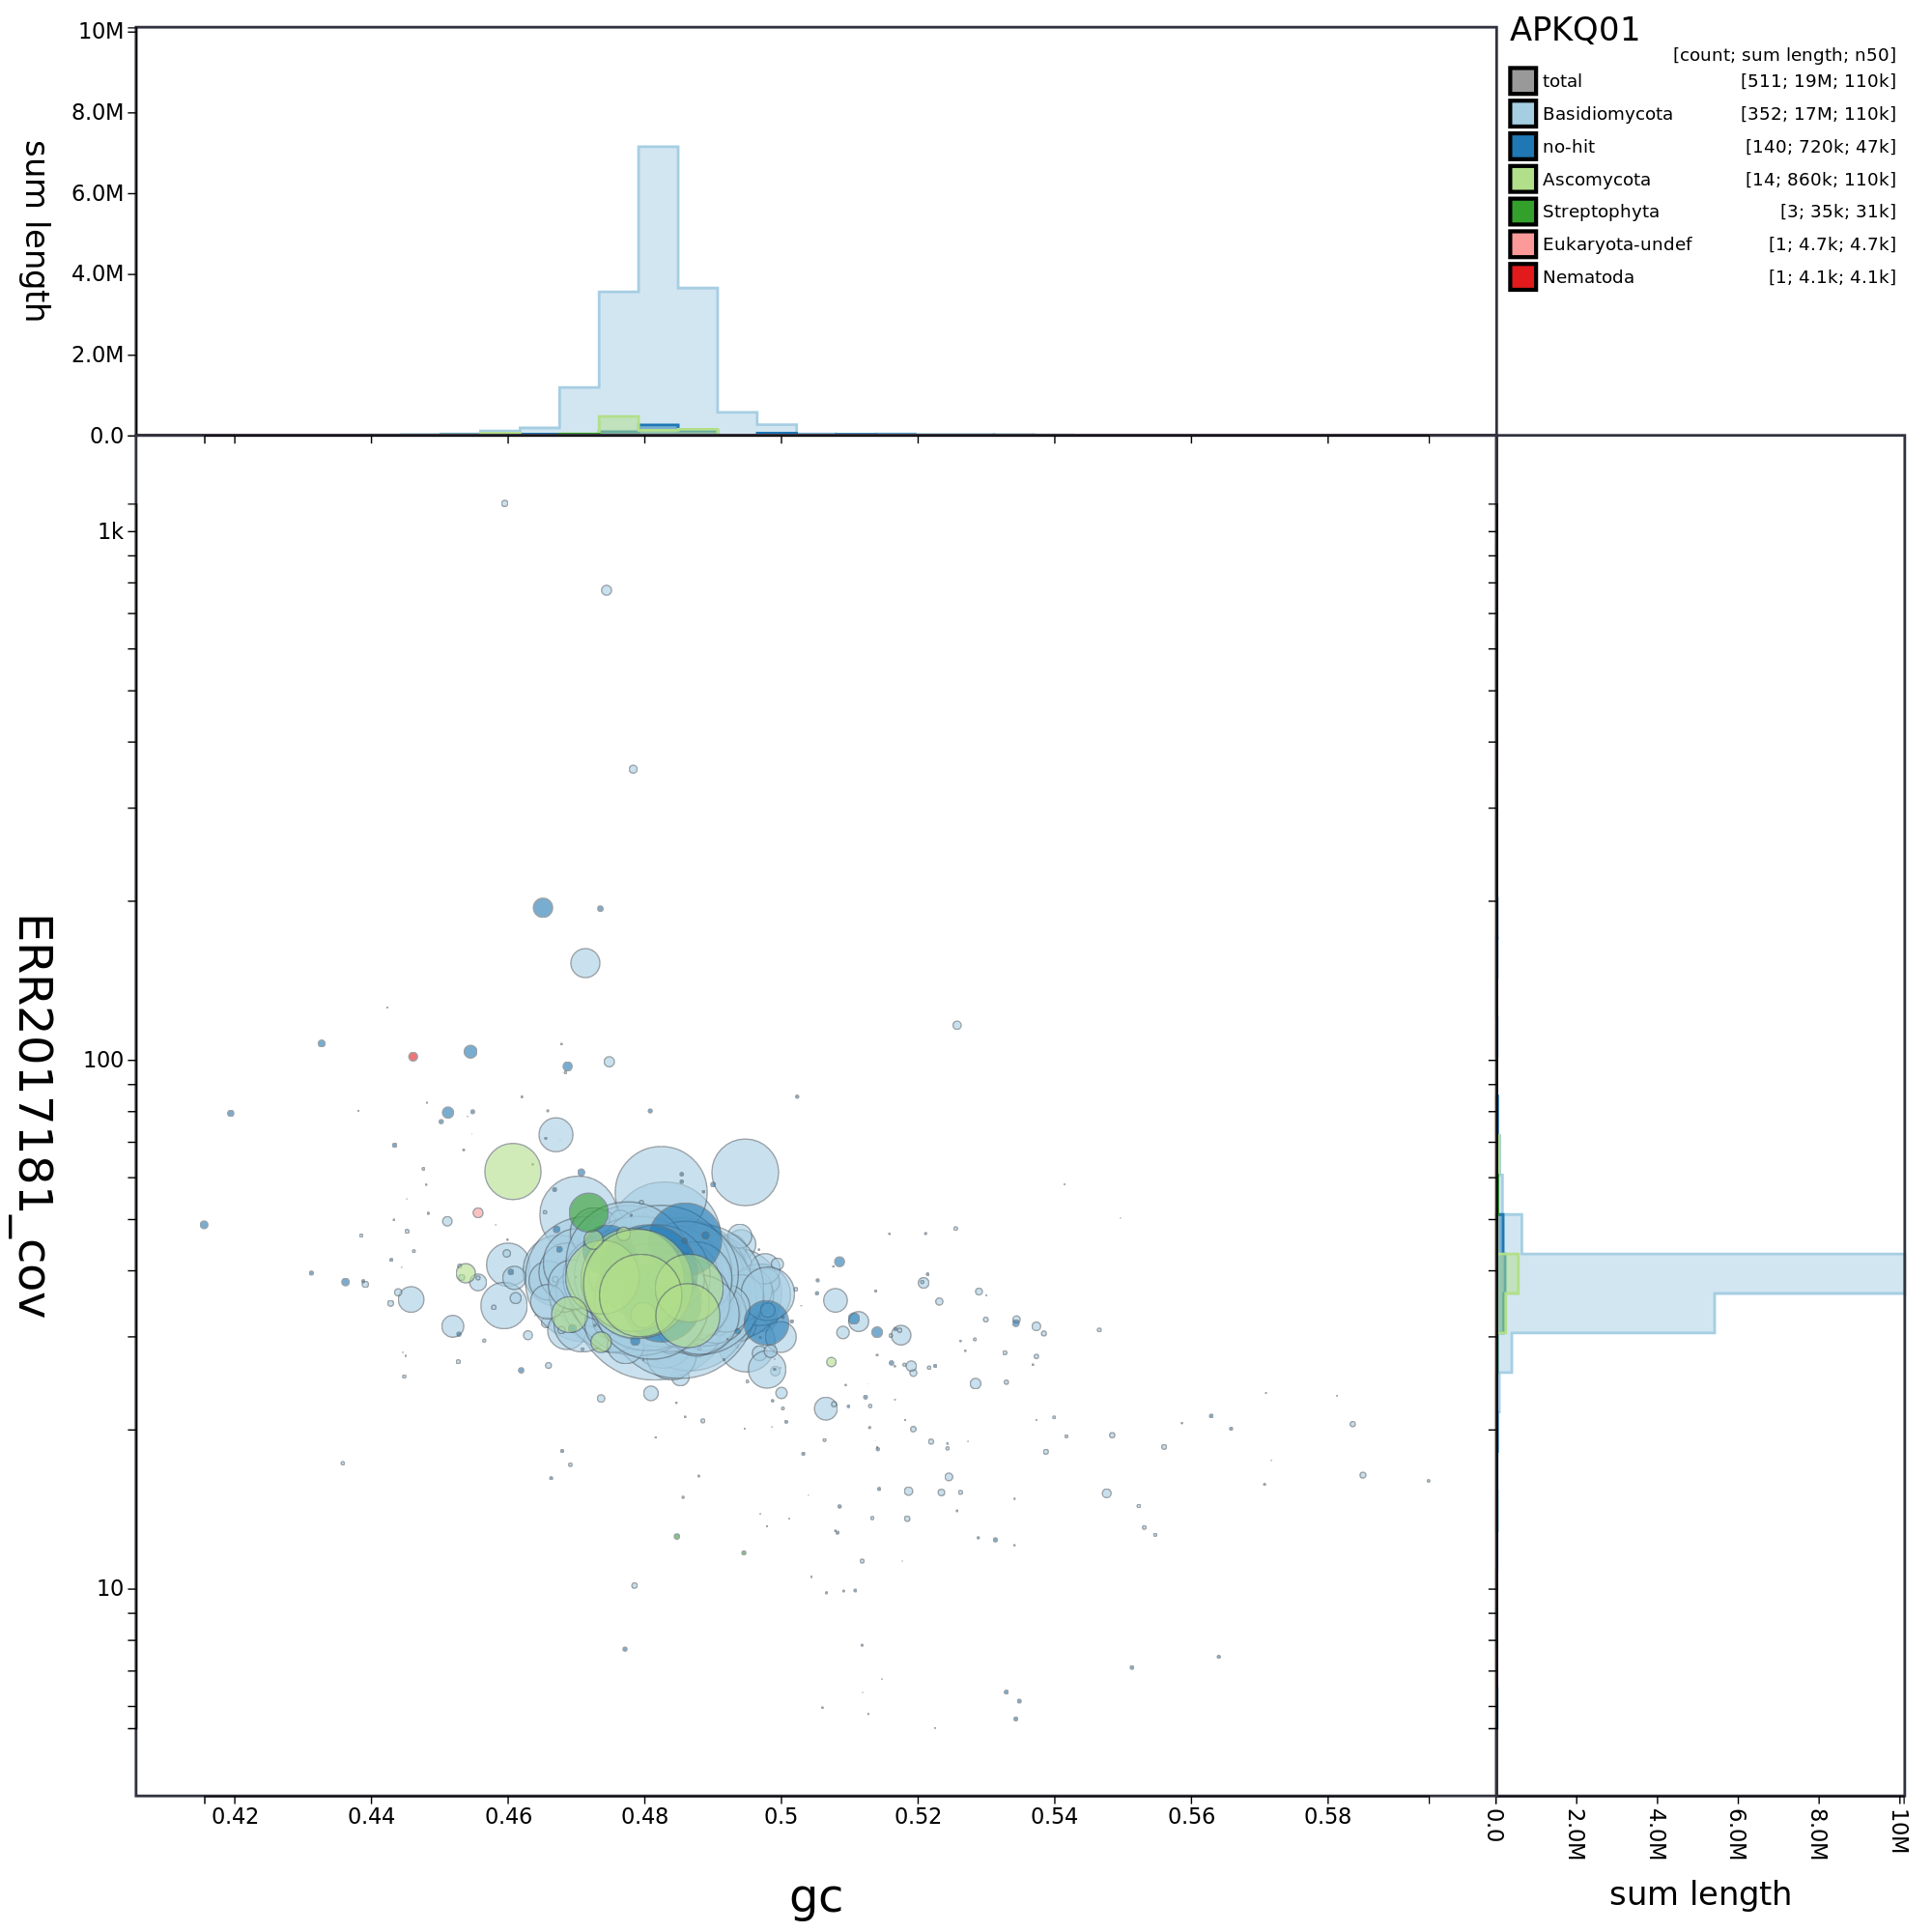 APKQ01
[count; sum length; n50]
total [511; 19M; 110k]
Basidiomycota [352; 17M; 110k]
no-hit [140; 720k; 47k]
Ascomycota [14; 860k; 110k]
Streptophyta [3; 35k; 31k]
Eukaryota-undef [1; 4.7k; 4.7k]
Nematoda [1; 4.1k; 4.1k]
sum length
10M
8.0M
6.0M
4.0M
2.0M
0.0
ERR2017181_cov
1k
100
10
0.42 0.44 0.46 0.48 0.5 0.52 0.54 0.56 0.58
gc
0.0 2.0M 4.0M 6.0M 8.0M 10M
sum length